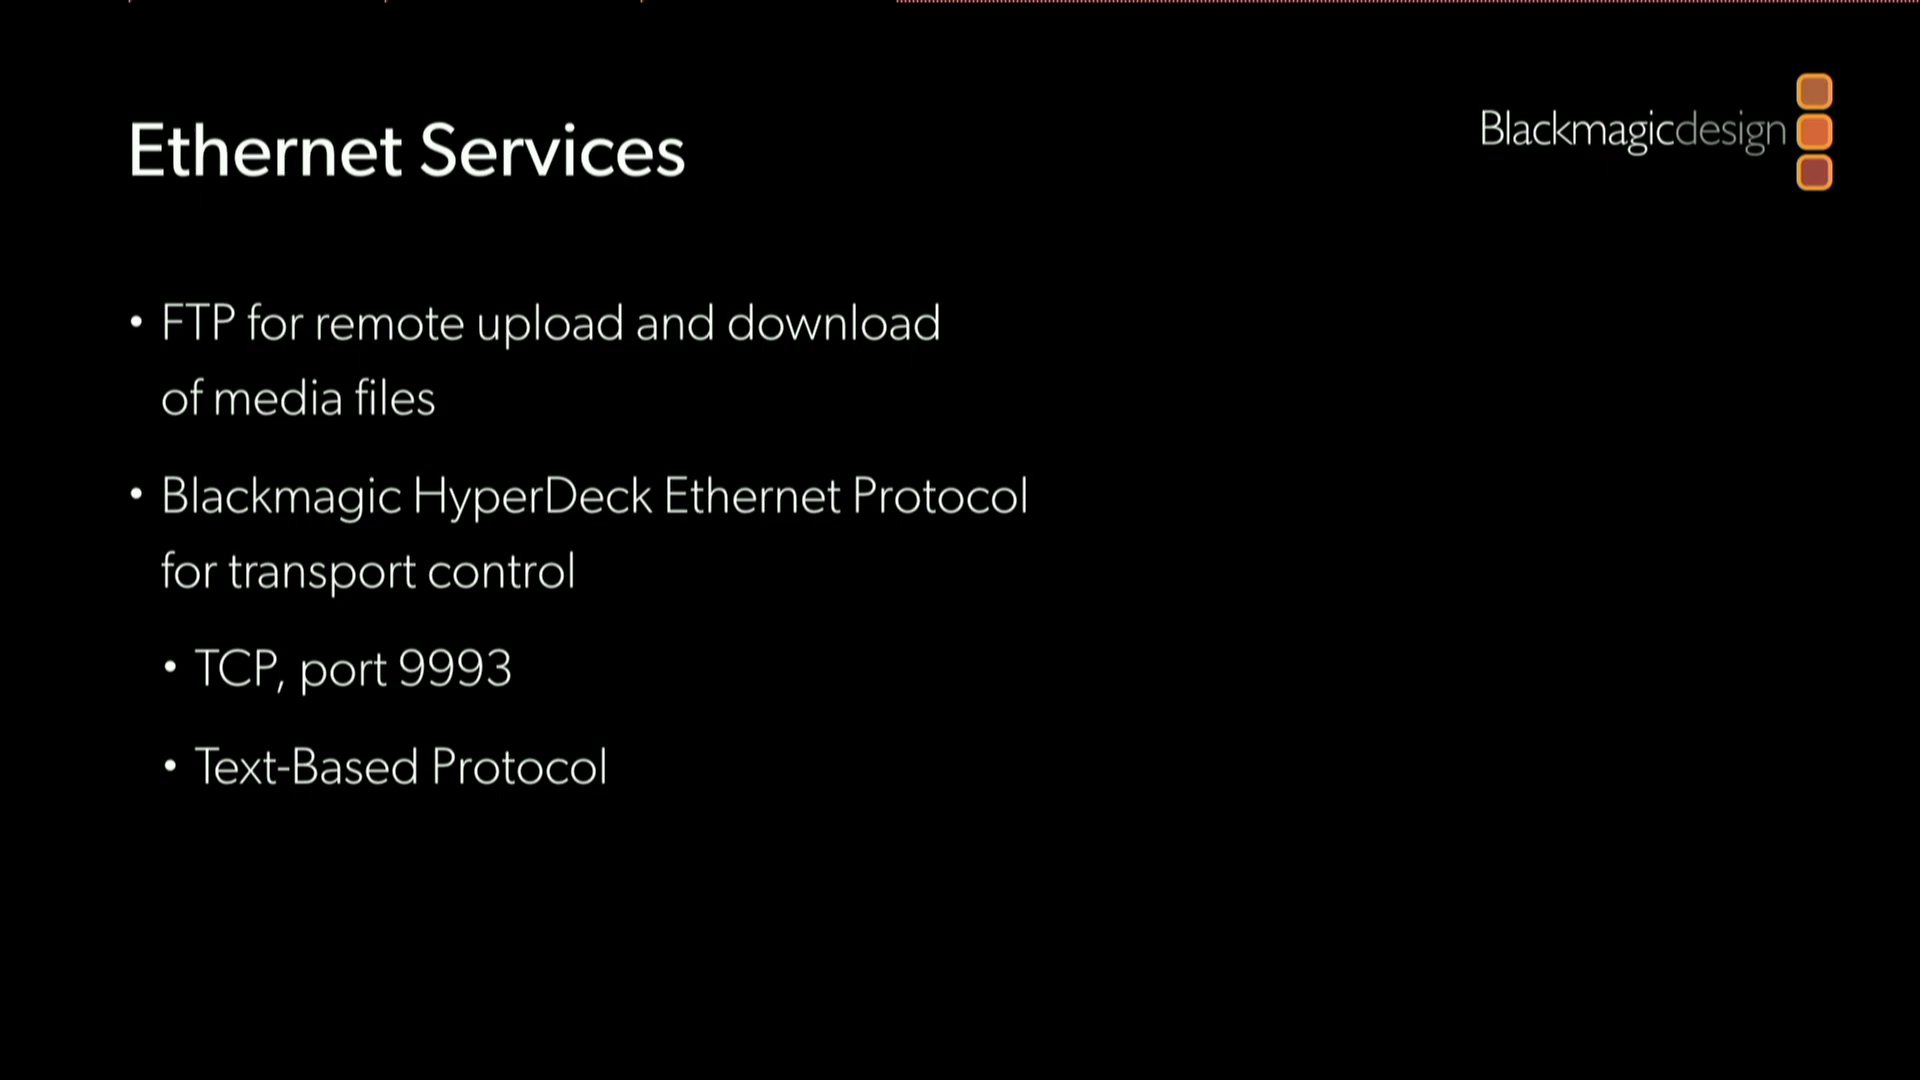 Ethernet Services
Blackmagicdesign
• FTP for remote upload and download
of media files
• Blackmagic HyperDeck Ethernet Protocol
for transport control
• TCP, port 9993
• Text-Based Protocol